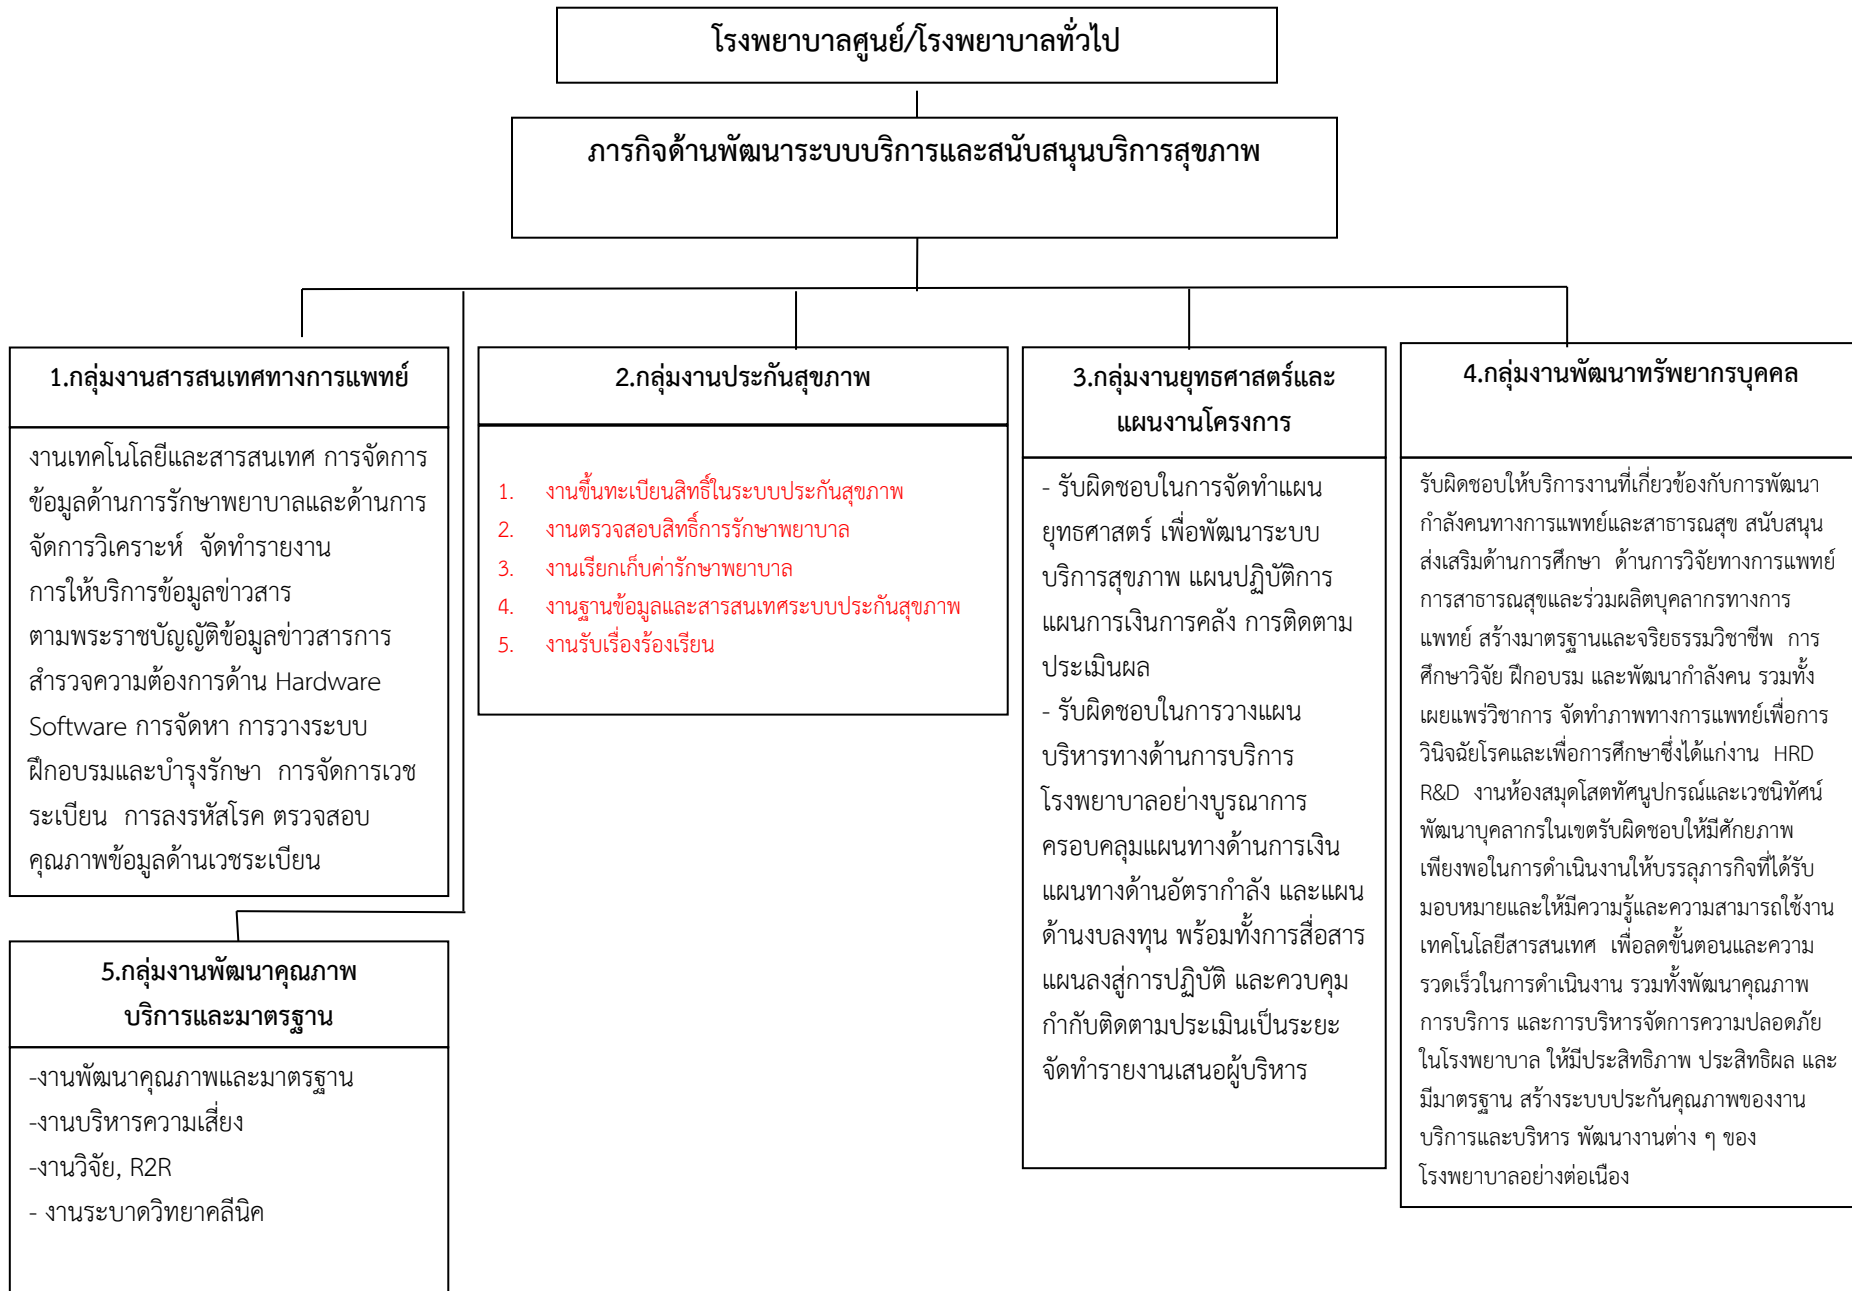 โรงพยาบาลศูนย์/โรงพยาบาลทั่วไป
ภารกิจด้านพัฒนาระบบบริการและสนับสนุนบริการสุขภาพ
1.กลุ่มงานสารสนเทศทางการแพทย์
งานเทคโนโลยีและสารสนเทศ การจัดการ
ข้อมูลด้านการรักษาพยาบาลและด้านการ
จัดการวิเคราะห์  จัดทำรายงาน
การให้บริการข้อมูลข่าวสาร
ตามพระราชบัญญัติข้อมูลข่าวสารการ
สำรวจความต้องการด้าน Hardware
Software การจัดหา การวางระบบ
ฝึกอบรมและบำรุงรักษา  การจัดการเวช
ระเบียน  การลงรหัสโรค ตรวจสอบ
คุณภาพข้อมูลด้านเวชระเบียน
2.กลุ่มงานประกันสุขภาพ
1. งานขึ้นทะเบียนสิทธิ์ในระบบประกันสุขภาพ
2. งานตรวจสอบสิทธิ์การรักษาพยาบาล
3. งานเรียกเก็บค่ารักษาพยาบาล
4. งานฐานข้อมูลและสารสนเทศระบบประกันสุขภาพ
5. งานรับเรื่องร้องเรียน
3.กลุ่มงานยุทธศาสตร์และ
แผนงานโครงการ
- รับผิดชอบในการจัดทำแผน
ยุทธศาสตร์ เพื่อพัฒนาระบบ
บริการสุขภาพ แผนปฏิบัติการ
แผนการเงินการคลัง การติดตาม
ประเมินผล
- รับผิดชอบในการวางแผน
บริหารทางด้านการบริการ
โรงพยาบาลอย่างบูรณาการ
ครอบคลุมแผนทางด้านการเงิน
แผนทางด้านอัตรากำลัง และแผน
ด้านงบลงทุน พร้อมทั้งการสื่อสาร
แผนลงสู่การปฏิบัติ และควบคุม
กำกับติดตามประเมินเป็นระยะ
จัดทำรายงานเสนอผู้บริหาร
4.กลุ่มงานพัฒนาทรัพยากรบุคคล
รับผิดชอบให้บริการงานที่เกี่ยวข้องกับการพัฒนา
กำลังคนทางการแพทย์และสาธารณสุข สนับสนุน
ส่งเสริมด้านการศึกษา  ด้านการวิจัยทางการแพทย์
การสาธารณสุขและร่วมผลิตบุคลากรทางการ
แพทย์ สร้างมาตรฐานและจริยธรรมวิชาชีพ  การ
ศึกษาวิจัย ฝึกอบรม และพัฒนากำลังคน รวมทั้ง
เผยแพร่วิชาการ จัดทำภาพทางการแพทย์เพื่อการ
วินิจฉัยโรคและเพื่อการศึกษาซึ่งได้แก่งาน  HRD
R&D  งานห้องสมุดโสตทัศนูปกรณ์และเวชนิทัศน์
พัฒนาบุคลากรในเขตรับผิดชอบให้มีศักยภาพ
เพียงพอในการดำเนินงานให้บรรลุภารกิจที่ได้รับ
มอบหมายและให้มีความรู้และความสามารถใช้งาน
เทคโนโลยีสารสนเทศ  เพื่อลดขั้นตอนและความ
รวดเร็วในการดำเนินงาน รวมทั้งพัฒนาคุณภาพ
การบริการ และการบริหารจัดการความปลอดภัย
ในโรงพยาบาล ให้มีประสิทธิภาพ ประสิทธิผล และ
มีมาตรฐาน สร้างระบบประกันคุณภาพของงาน
บริการและบริหาร พัฒนางานต่าง ๆ ของ
โรงพยาบาลอย่างต่อเนือง
5.กลุ่มงานพัฒนาคุณภาพ
บริการและมาตรฐาน
-งานพัฒนาคุณภาพและมาตรฐาน
-งานบริหารความเสี่ยง
-งานวิจัย, R2R
- งานระบาดวิทยาคลีนิค